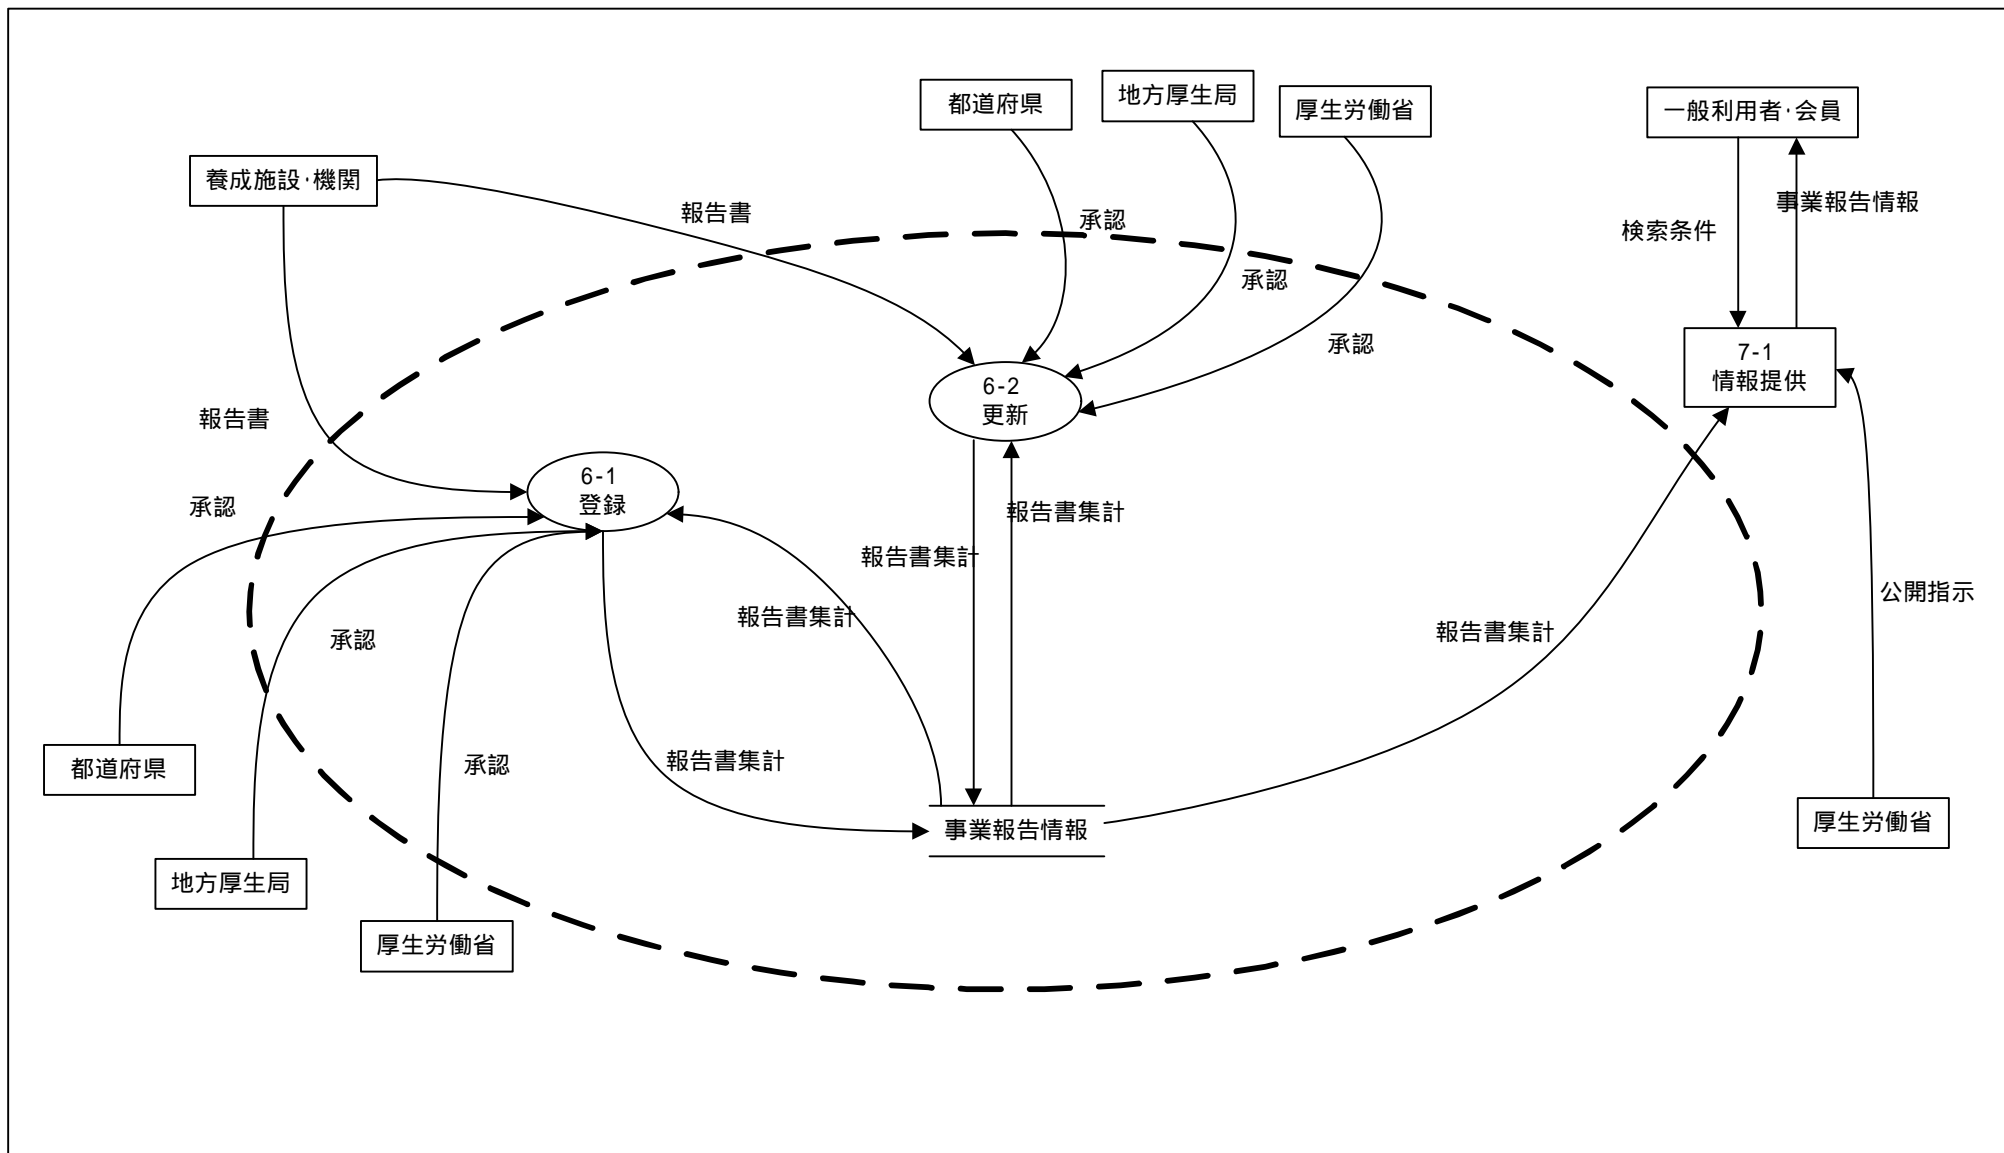 都道府県
地方厚生局
厚生労働省
一般利用者・会員
養成施設・機関
報告書
承認
事業報告情報
検索条件
承認
承認
7-1
情報提供
6-2
更新
報告書
6-1
登録
承認
報告書集計
報告書集計
公開指示
報告書集計
報告書集計
承認
報告書集計
承認
都道府県
事業報告情報
厚生労働省
地方厚生局
厚生労働省